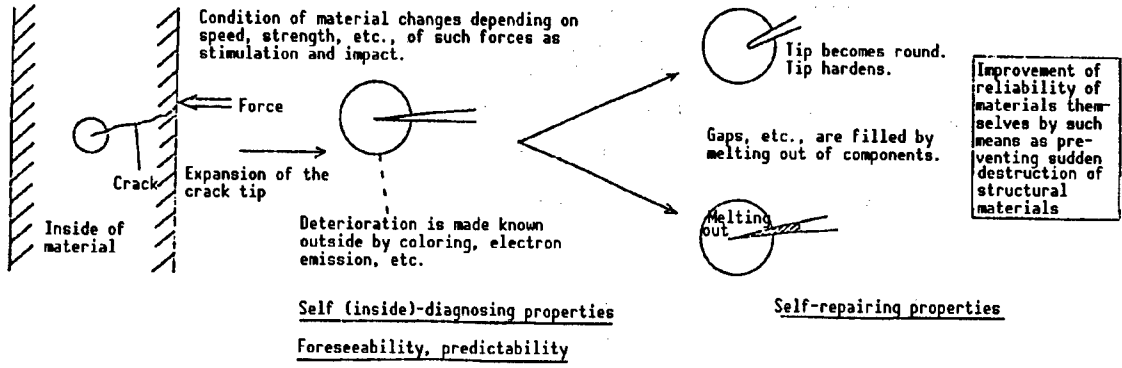 Condition of material changes depending on
speed, strength, etc., of such forces as
stimulation and impact.
Force
Crack
Expansion of the
crack tip
Inside of
material
Deterioration is made known
outside by coloring, electron
emission, etc.
Self (inside)-diagnosing properties
Foreseeability, predictability
Tip becomes round.
Tip hardens.
Gaps, etc., are filled by
melting out of components.
Melting
out
Self-repairing properties
Improvement of
reliability of
materials them-
selves by such
means as pre-
venting sudden
destruction of
structural
materials